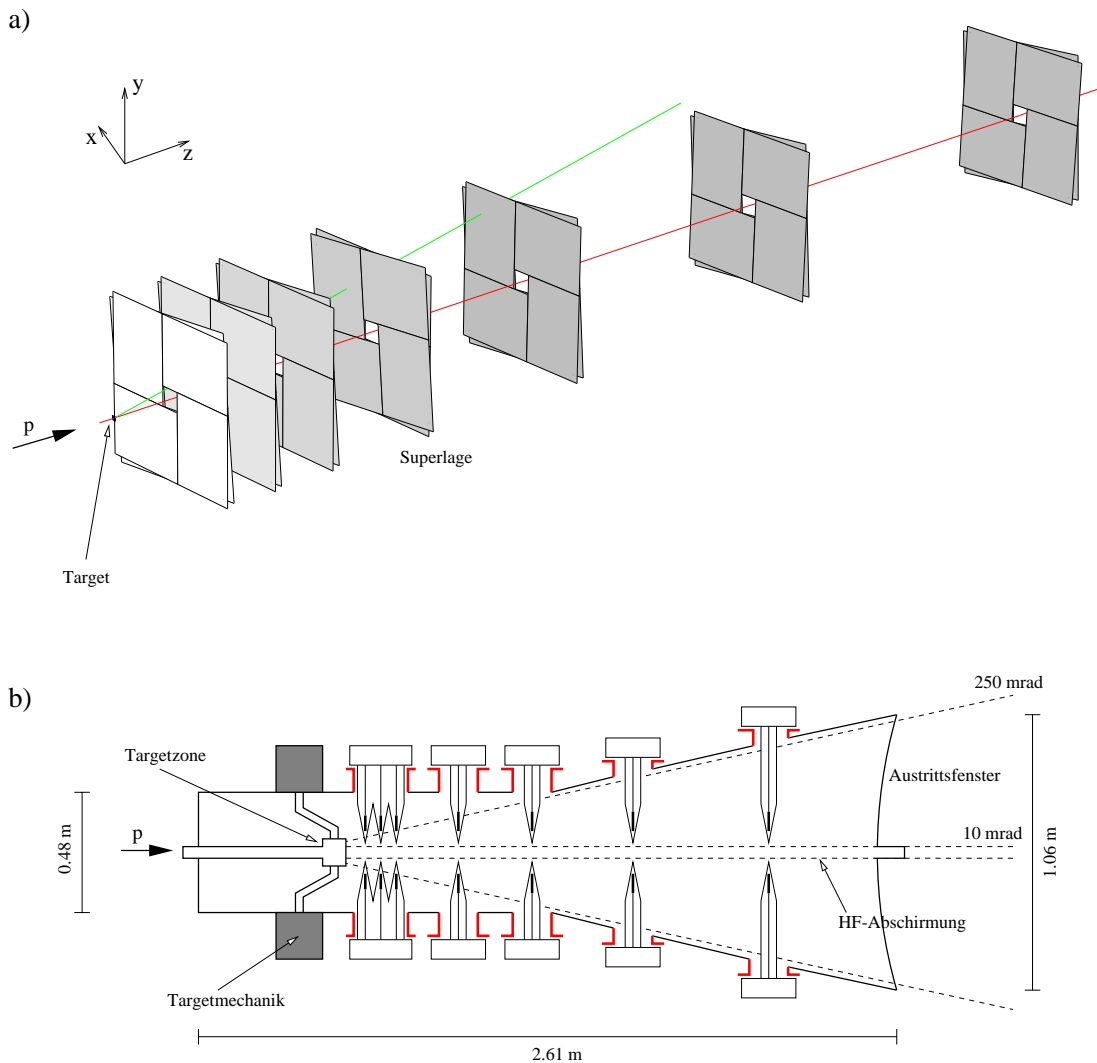 a)
y
x
z
p
Superlage
Target
b)
250 mrad
Targetzone
Austrittsfenster
p
0.48 m
10 mrad
1.06 m
HF-Abschirmung
Targetmechanik
2.61 m